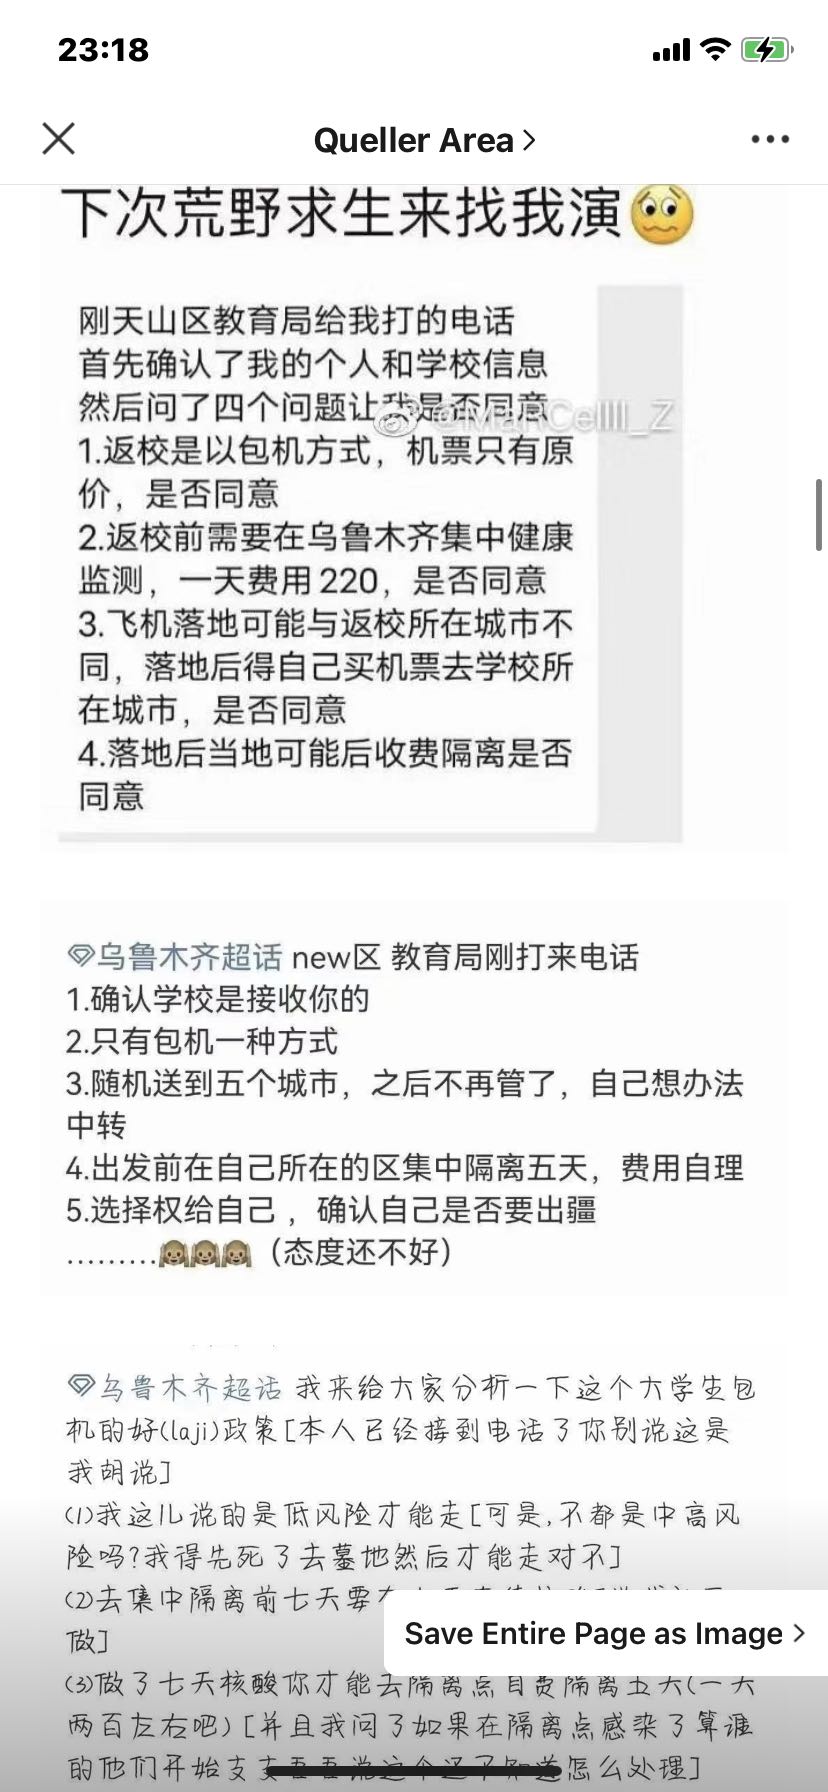 23:18
Queller Area
下次荒野求生来找我演
刚天山区教育局给我打的电话
首先确认了我的个人和学校信息
然后问了四个问题让我是否同意
@MaRCellll_Z
1.返校是以包机方式，机票只有原
价，是否同意
2.返校前需要在乌鲁木齐集中健康
监测，一天费用220，是否同意
3.飞机落地可能与返校所在城市不
同，落地后得自己买机票去学校所
在城市，是否同意
4.落地后当地可能后收费隔离是否
同意
乌鲁木齐超话 new区 教育局刚打来电话
1.确认学校是接收你的
2.只有包机一种方式
3.随机送到五个城市，之后不再管了，自己想办法
中转
4.出发前在自己所在的区集中隔离五天，费用自理
5.选择权给自己，确认自己是否要出疆
.........（态度还不好）
乌鲁木齐超话 我来给大家分析一下这个大学生包
机的好(laji)政策[本人已经接到电话了你别说这是
我胡说]
(1)我这儿说的是低风险才能走[可是,不都是中高风
险吗?我得先死了去墓地然后才能走对不]
(2)去集中隔离前七天要
做]
Save Entire Page as Image
(3)做了七天核酸你才能去隔离点自费隔离五天(一天
两百左右吧)[并且我问了如果在隔离点感染了算谁
的他们开始支支吾吾说这个还不知道怎么处理]